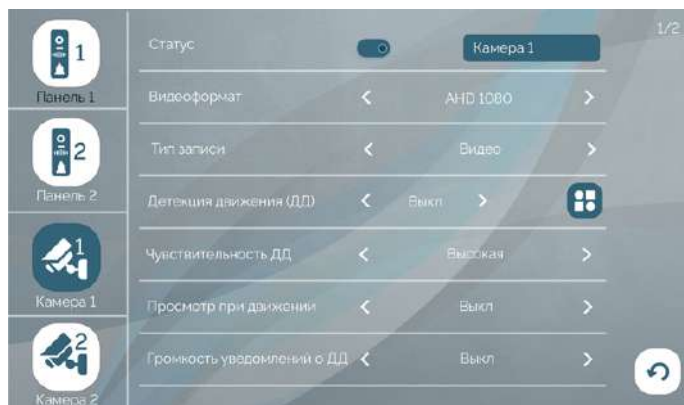 1
Панель 1
2
Панель 2
1
Камера 1
2
Камера 2
1/2
Статус Камера 1
Видеоформат < AHD 1080 >
Тип записи < Видео >
Детекция движения (ДД) < Выкл >
Чувствительность ДД < Высокая >
Просмотр при движении < Выкл >
Громкость уведомлений о ДД < Выкл >